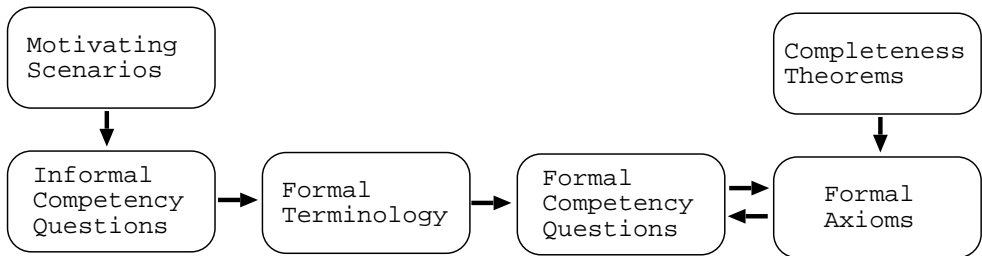 Motivating
Scenarios
Completeness
Theorems
Informal
Competency
Questions
Formal
Terminology
Formal
Competency
Questions
Formal
Axioms